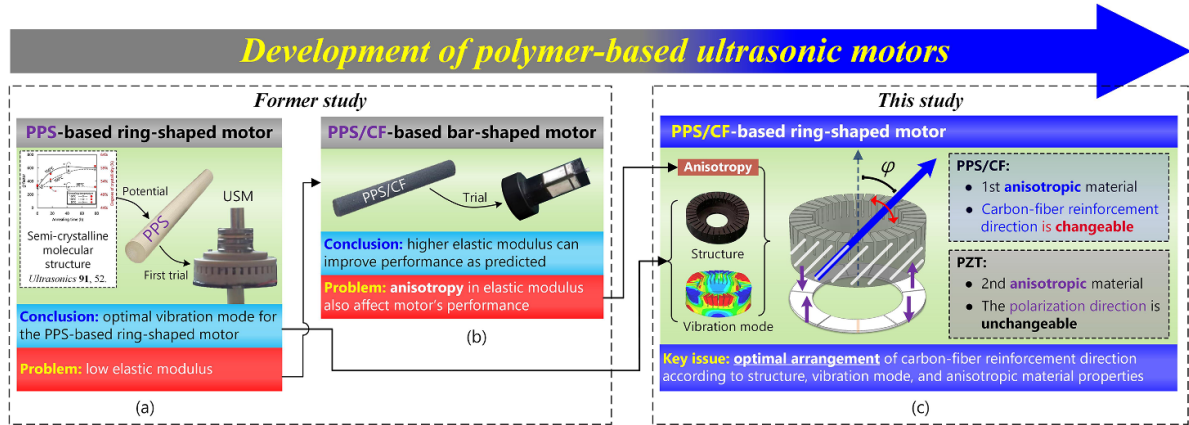 Development of polymer-based ultrasonic motors
Former study
PPS-based ring-shaped motor
Potential
USM
PPS
First trial
Semi-crystalline
molecular
structure
Ultrasonics 91, 52.
Annealing time (h)
Conclusion: optimal vibration mode for
the PPS-based ring-shaped motor
Problem: low elastic modulus
(a)
PPS/CF-based bar-shaped motor
PPS/CF
Trial
Conclusion: higher elastic modulus can
improve performance as predicted
Problem: anisotropy in elastic modulus
also affect motor's performance
(b)
This study
PPS/CF-based ring-shaped motor
Anisotropy
Structure
Vibration mode
φ
PPS/CF:
● 1st anisotropic material
● Carbon-fiber reinforcement
direction is changeable
PZT:
● 2nd anisotropic material
● The polarization direction is
unchangeable
Key issue: optimal arrangement of carbon-fiber reinforcement direction
according to structure, vibration mode, and anisotropic material properties
(c)